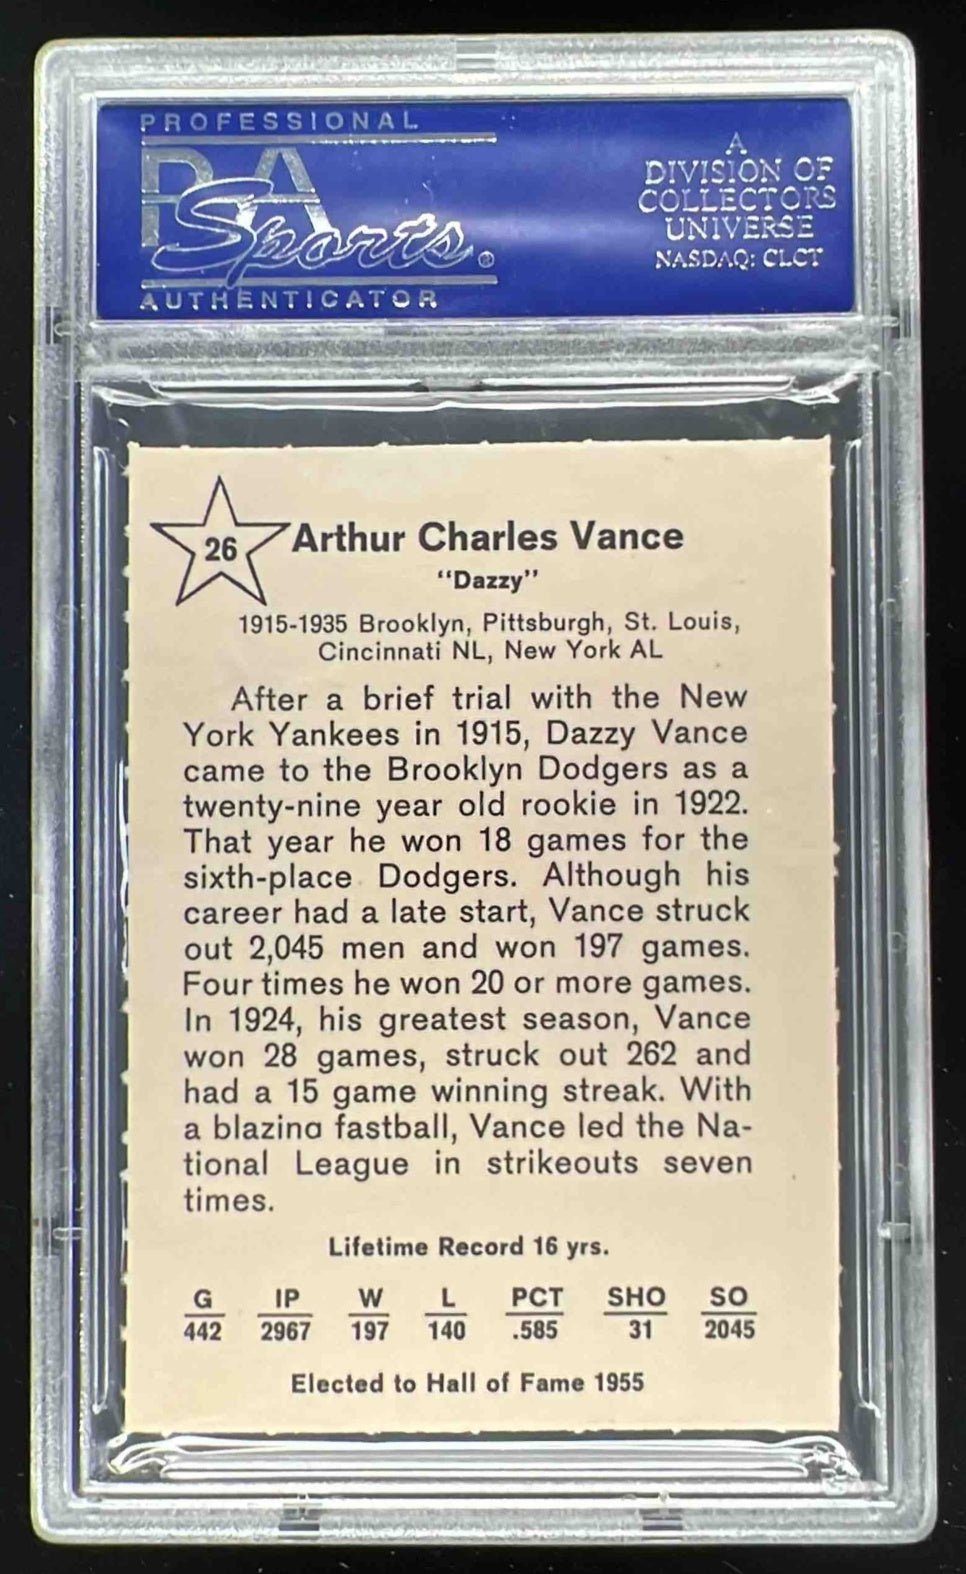 PROFESSIONAL
PSA
Sports®
AUTHENTICATOR
A
DIVISION OF
COLLECTORS
UNIVERSE
NASDAQ: CLCT
26
Arthur Charles Vance
"Dazzy"
1915-1935 Brooklyn, Pittsburgh, St. Louis,
Cincinnati NL, New York AL
After a brief trial with the New
York Yankees in 1915, Dazzy Vance
came to the Brooklyn Dodgers as a
twenty-nine year old rookie in 1922.
That year he won 18 games for the
sixth-place Dodgers. Although his
career had a late start, Vance struck
out 2,045 men and won 197 games.
Four times he won 20 or more games.
In 1924, his greatest season, Vance
won 28 games, struck out 262 and
had a 15 game winning streak. With
a blazing fastball, Vance led the Na-
tional League in strikeouts seven
times.
Lifetime Record 16 yrs.
G IP W L PCT SHO SO
442 2967 197 140 .585 31 2045
Elected to Hall of Fame 1955